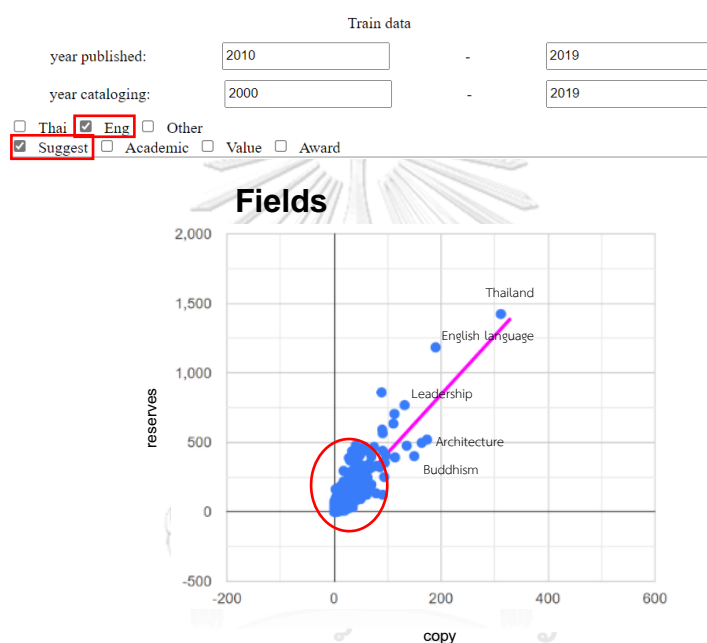 Train data
year published: 2010 - 2019
year cataloging: 2000 - 2019
Thai Eng Other
Suggest Academic Value Award
Fields
2,000
Thailand
1,500
English language
1,000
Leadership
reserves
500
Architecture
Buddhism
0
-500
-200 0 200 400 600
copy